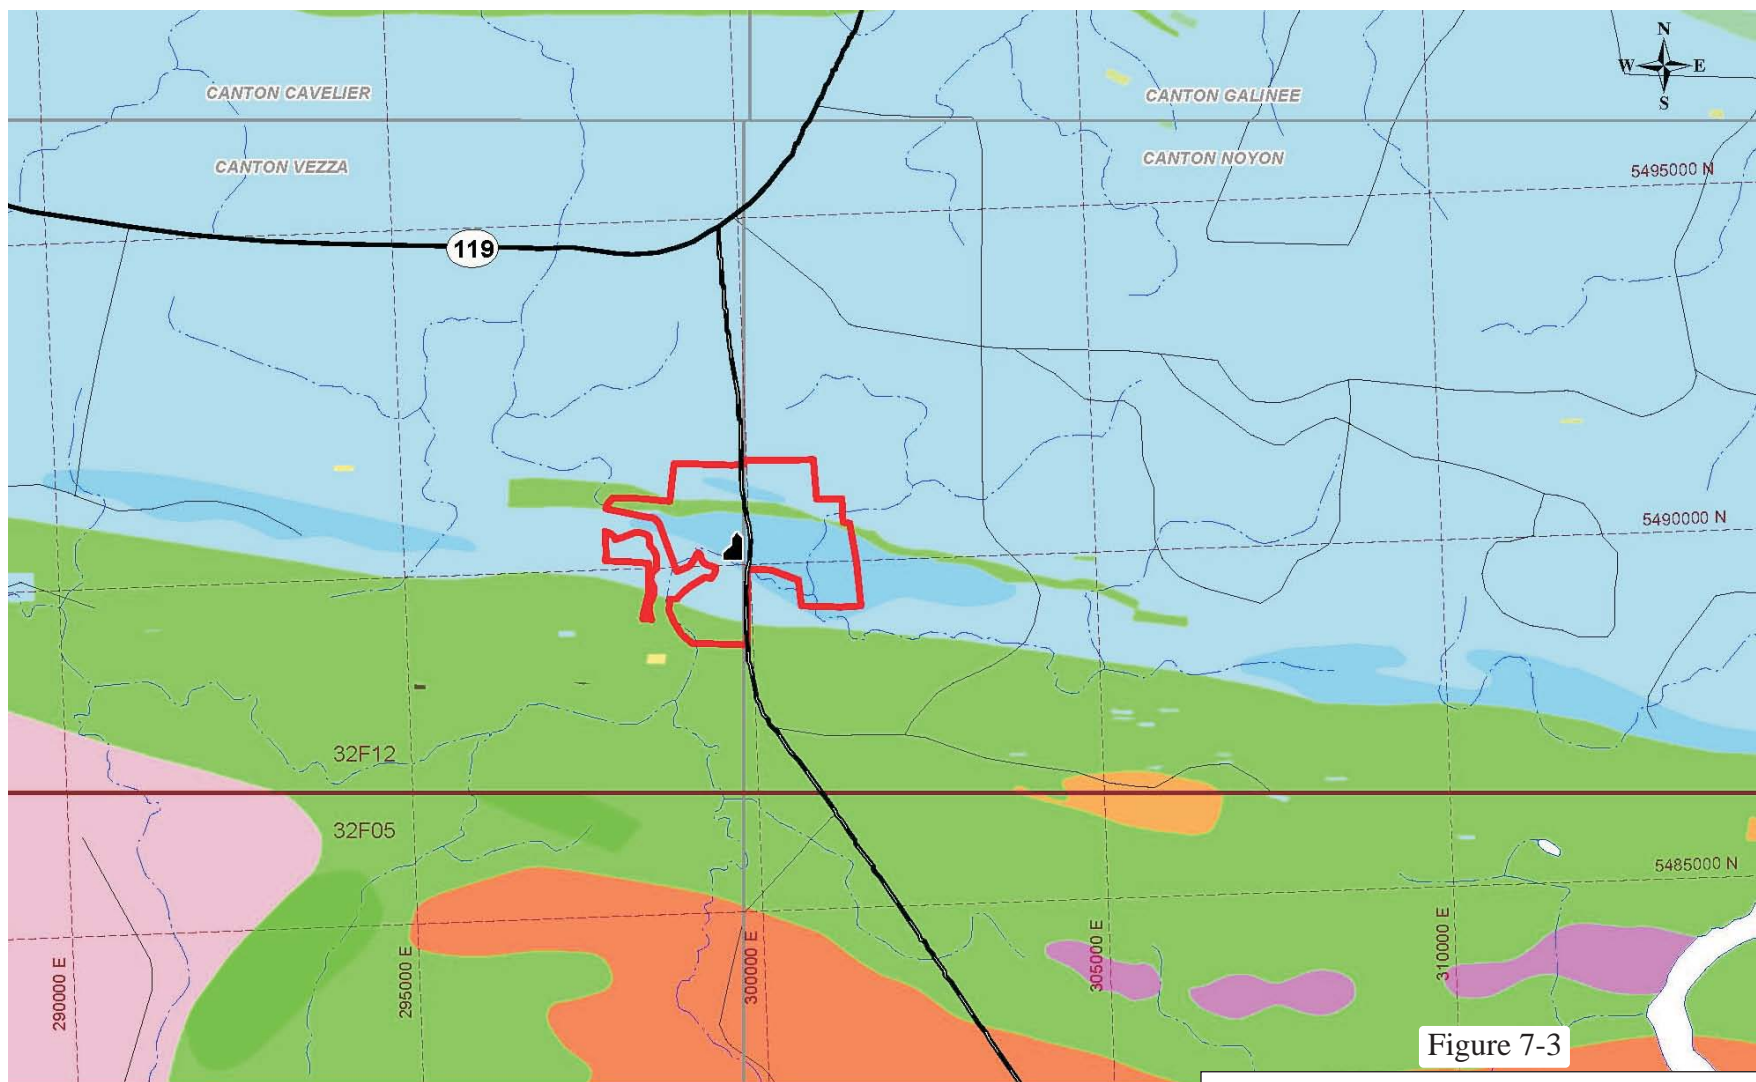 N
W E
S
CANTON CAVELIER
CANTON GALINEE
CANTON VEZZA
CANTON NOYON
5495000 N
119
5490000 N
32F12
32F05
5485000 N
290000 E
295000 E
300000 E
305000 E
310000 E
Figure 7-3